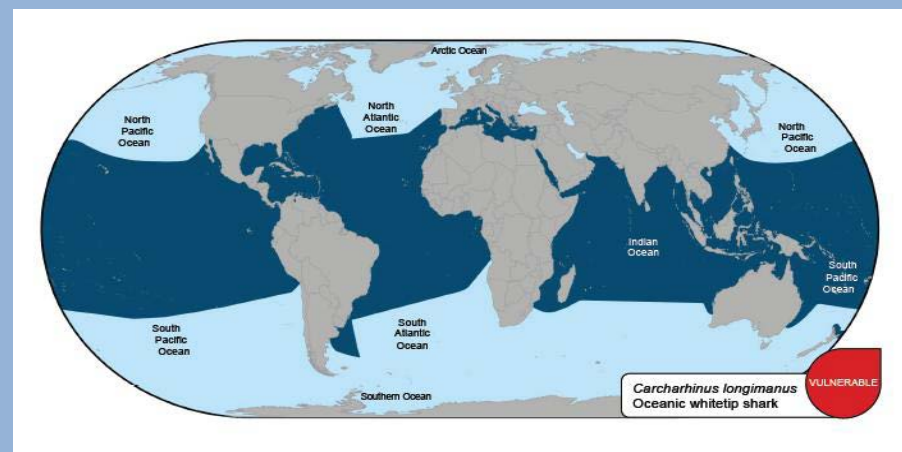 Arctic Ocean
North
Pacific
Ocean
North
Atlantic
Ocean
North
Pacific
Ocean
Indian
Ocean
South
Pacific
Ocean
South
Pacific
Ocean
South
Atlantic
Ocean
Southern Ocean
Carcharhinus longimanus
Oceanic whitetip shark
VULNERABLE